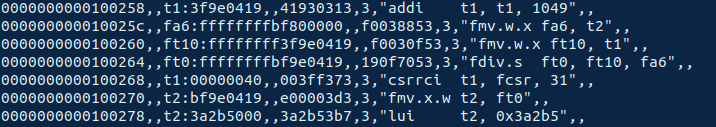 0000000000100258,,t1:3f9e0419,,41930313,3,"addi    t1, t1, 1049",,
000000000010025c,,fa6:ffffffffbf800000,,f0038853,3,"fmv.w.x fa6, t2",,
0000000000100260,,ft10:ffffffff3f9e0419,,f0030f53,3,"fmv.w.x ft10, t1",,
0000000000100264,,ft0:ffffffffbf9e0419,,190f7053,3,"fdiv.s  ft0, ft10, fa6",,
0000000000100268,,t1:00000040,,003ff373,3,"csrrci  t1, fcsr, 31",,
0000000000100270,,t2:bf9e0419,,e00003d3,3,"fmv.x.w t2, ft0",,
0000000000100278,,t2:3a2b5000,,3a2b53b7,3,"lui     t2, 0x3a2b5",,